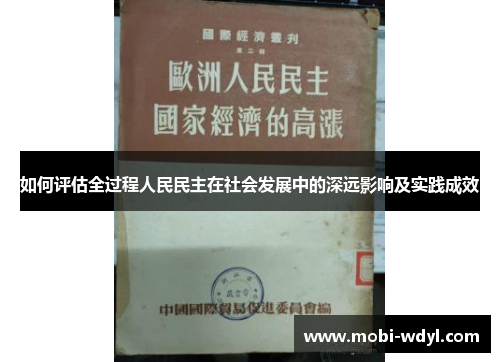 國際經濟叢刊
第二輯
歐洲人民民主
國家經濟的高漲
如何评估全过程人民民主在社会发展中的深远影响及实践成效
中國國際貿易促進委員會編
www.mobi-wdyl.com